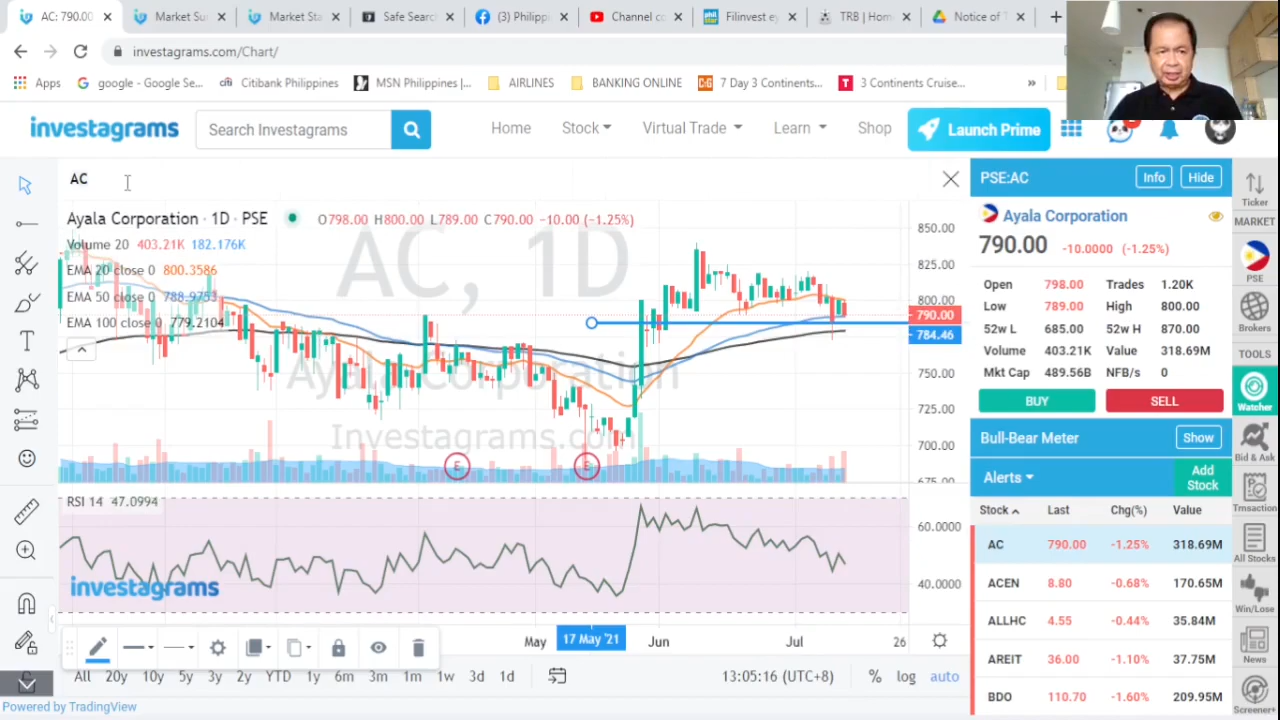 AC: 790.0
Market Su
Market Sta
Safe Searc
(3) Philipp
Channel co
Filinvest ey
TRB | Hom
Notice of T
investagrams.com/Chart/
Apps
google - Google Se...
Citibank Philippines
MSN Philippines |...
AIRLINES
BANKING ONLINE
7 Day 3 Continents...
3 Continents Cruise...
»
investagrams
Search Investagrams
Home
Stock
Virtual Trade
Learn
Shop
Launch Prime
AC
Ayala Corporation · 1D · PSE
O798.00 H800.00 L789.00 C790.00 -10.00 (-1.25%)
Volume 20 403.21K 182.176K
EMA 20 close 0 800.3586
EMA 50 close 0 788.9753
EMA 100 close 0 779.2104
AC, 1D
Ayala Corporation
Investagrams.com
E
E
850.00
825.00
800.00
790.00
784.46
750.00
725.00
700.00
675.00
RSI 14 47.0994
60.0000
40.0000
investagrams
May
17 May '21
Jun
Jul
26
All 20y 10y 5y 3y 2y YTD 1y 6m 3m 1m 1w 3d 1d
13:05:16 (UTC+8)
% log auto
Powered by TradingView
PSE:AC
Info
Hide
Ayala Corporation
790.00 -10.0000 (-1.25%)
Open 798.00 Trades 1.20K
Low 789.00 High 800.00
52w L 685.00 52w H 870.00
Volume 403.21K Value 318.69M
Mkt Cap 489.56B NFB/s 0
BUY
SELL
Bull-Bear Meter
Show
Alerts
Add
Stock
Stock Last Chg(%) Value
AC 790.00 -1.25% 318.69M
ACEN 8.80 -0.68% 170.65M
ALLHC 4.55 -0.44% 35.84M
AREIT 36.00 -1.10% 37.75M
BDO 110.70 -1.60% 209.95M
Ticker
MARKET
PSE
Brokers
TOOLS
Watcher
Bid & Ask
Trnsaction
All Stocks
Win/Lose
News
Screener+